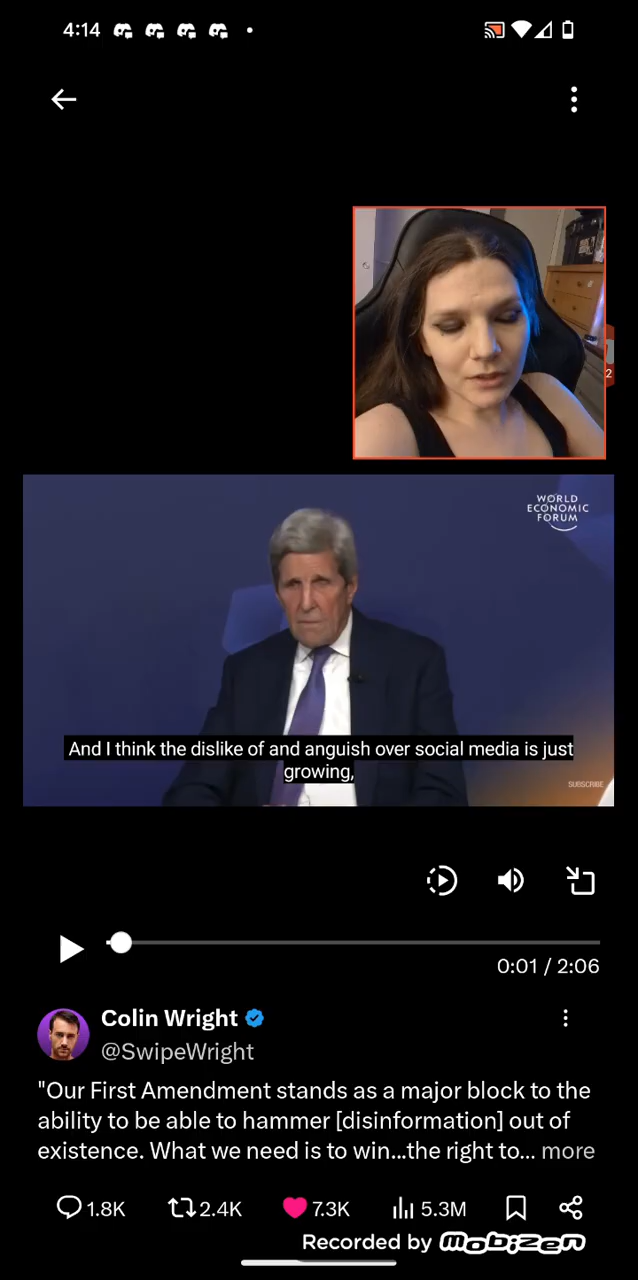 4:14
2
WORLD
ECONOMIC
FORUM
And I think the dislike of and anguish over social media is just
growing,
SUBSCRIBE
0:01 / 2:06
Colin Wright
@SwipeWright
"Our First Amendment stands as a major block to the
ability to be able to hammer [disinformation] out of
existence. What we need is to win...the right to... more
1.8K 2.4K 7.3K 5.3M
Recorded by mobizen